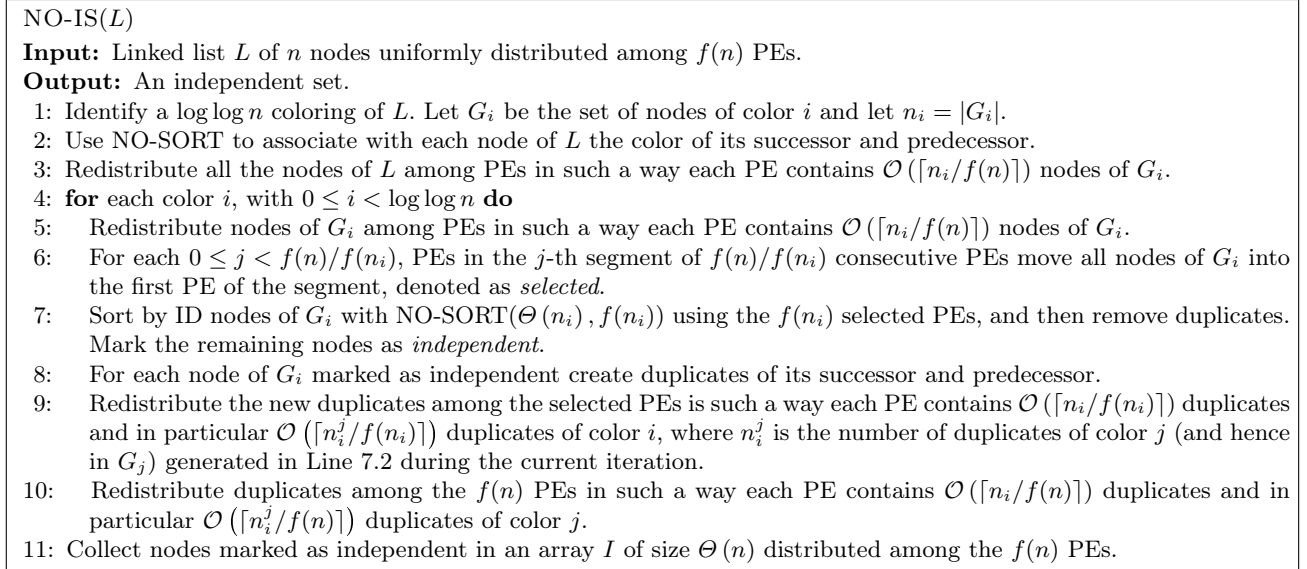 NO-IS(L)
Input: Linked list L of n nodes uniformly distributed among f(n) PEs.
Output: An independent set.
1: Identify a log log n coloring of L. Let G_i be the set of nodes of color i and let n_i = |G_i|.
2: Use NO-SORT to associate with each node of L the color of its successor and predecessor.
3: Redistribute all the nodes of L among PEs in such a way each PE contains O(⌈n_i/f(n)⌉) nodes of G_i.
4: for each color i, with 0 ≤ i < log log n do
5: Redistribute nodes of G_i among PEs in such a way each PE contains O(⌈n_i/f(n)⌉) nodes of G_i.
6: For each 0 ≤ j < f(n)/f(n_i), PEs in the j-th segment of f(n)/f(n_i) consecutive PEs move all nodes of G_i into
the first PE of the segment, denoted as selected.
7: Sort by ID nodes of G_i with NO-SORT(Θ(n_i), f(n_i)) using the f(n_i) selected PEs, and then remove duplicates.
Mark the remaining nodes as independent.
8: For each node of G_i marked as independent create duplicates of its successor and predecessor.
9: Redistribute the new duplicates among the selected PEs is such a way each PE contains O(⌈n_i/f(n_i)⌉) duplicates
and in particular O(⌈n_i^j/f(n_i)⌉) duplicates of color i, where n_i^j is the number of duplicates of color j (and hence
in G_j) generated in Line 7.2 during the current iteration.
10: Redistribute duplicates among the f(n) PEs in such a way each PE contains O(⌈n_i/f(n)⌉) duplicates and in
particular O(⌈n_i^j/f(n)⌉) duplicates of color j.
11: Collect nodes marked as independent in an array I of size Θ(n) distributed among the f(n) PEs.